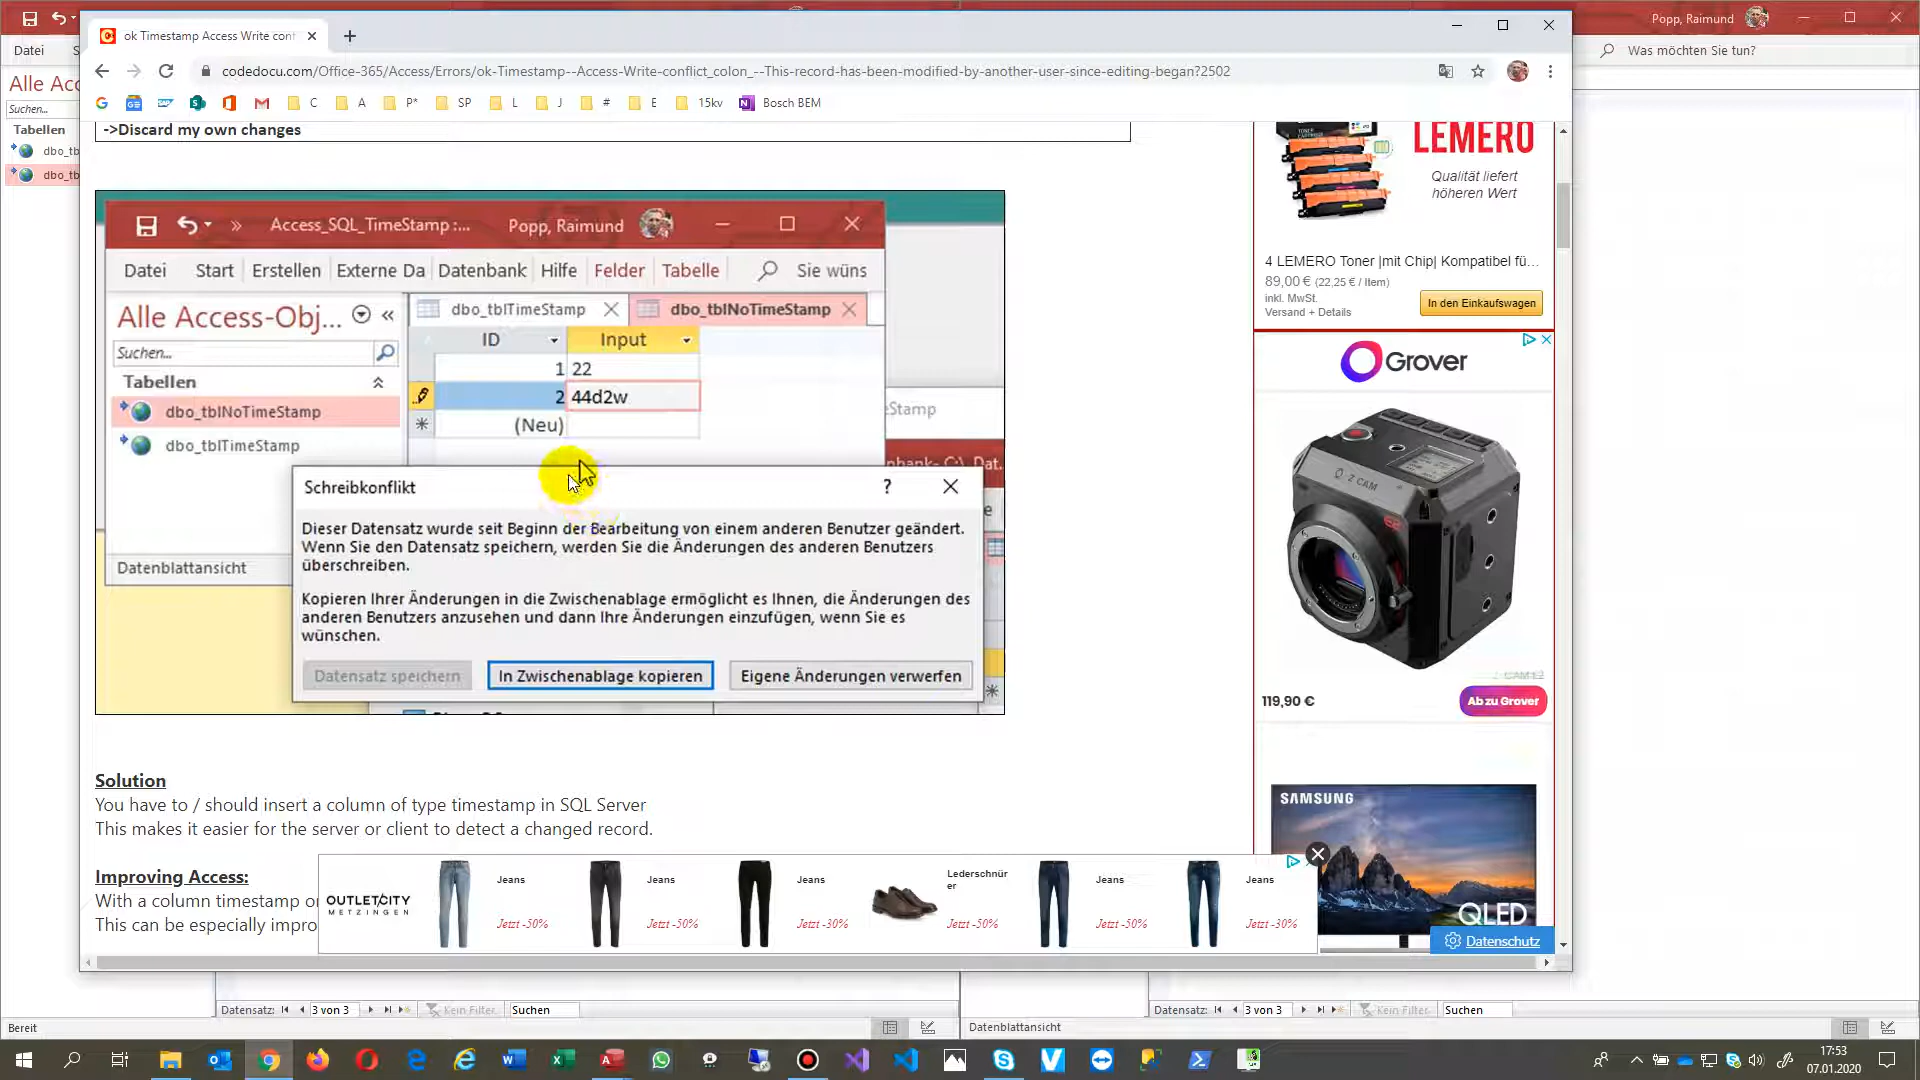 Popp, Raimund
ok Timestamp Access Write conf
Datei
Was möchten Sie tun?
codedocu.com/Office-365/Access/Errors/ok-Timestamp--Access-Write-conflict_colon_--This-record-has-been-modified-by-another-user-since-editing-began?2502
Alle Acc
C
A
P*
SP
L
J
#
E
15kv
Bosch BEM
Suchen...
Tabellen
dbo_tb
dbo_tb
->Discard my own changes
Access_SQL_TimeStamp :...
Popp, Raimund
Datei
Start
Erstellen
Externe Da
Datenbank
Hilfe
Felder
Tabelle
Sie wüns
Alle Access-Obj...
dbo_tblTimeStamp
dbo_tblNoTimeStamp
Suchen...
ID
Input
Tabellen
1
22
dbo_tblNoTimeStamp
2
44d2w
(Neu)
dbo_tblTimeStamp
Schreibkonflikt
?
Dieser Datensatz wurde seit Beginn der Bearbeitung von einem anderen Benutzer geändert.
Wenn Sie den Datensatz speichern, werden Sie die Änderungen des anderen Benutzers
überschreiben.
Datenblattansicht
Kopieren Ihrer Änderungen in die Zwischenablage ermöglicht es Ihnen, die Änderungen des
anderen Benutzers anzusehen und dann Ihre Änderungen einzufügen, wenn Sie es
wünschen.
Datensatz speichern
In Zwischenablage kopieren
Eigene Änderungen verwerfen
Solution
You have to / should insert a column of type timestamp in SQL Server
This makes it easier for the server or client to detect a changed record.
Improving Access:
With a column timestamp or
This can be especially impro
LEMERO
Qualität liefert
höheren Wert
4 LEMERO Toner |mit Chip| Kompatibel fü...
89,00 € (22,25 € / Item)
inkl. MwSt.
Versand + Details
In den Einkaufswagen
Grover
Z CAM
E2
Z CAM E2
119,90 €
Ab zu Grover
SAMSUNG
QLED
Datenschutz
OUTLETCITY
METZINGEN
Jeans
Jetzt -50%
Jeans
Jetzt -50%
Jeans
Jetzt -30%
Lederschnür
er
Jetzt -50%
Jeans
Jetzt -50%
Jeans
Jetzt -30%
Datensatz:
3 von 3
Kein Filter
Suchen
Datensatz:
3 von 3
Kein Filter
Suchen
Bereit
Datenblattansicht
17:53
07.01.2020